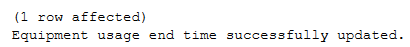 (1 row affected)
Equipment usage end time successfully updated.